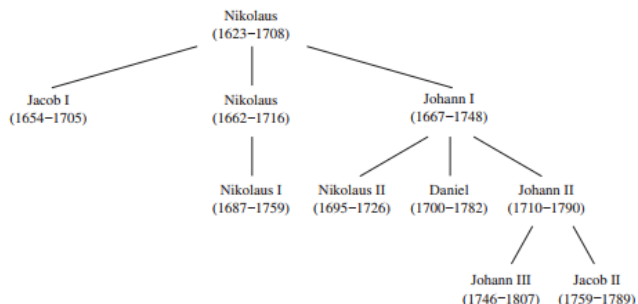 Nikolaus
(1623−1708)
Jacob I
(1654−1705)
Nikolaus
(1662−1716)
Johann I
(1667−1748)
Nikolaus I
(1687−1759)
Nikolaus II
(1695−1726)
Daniel
(1700−1782)
Johann II
(1710−1790)
Johann III
(1746−1807)
Jacob II
(1759−1789)